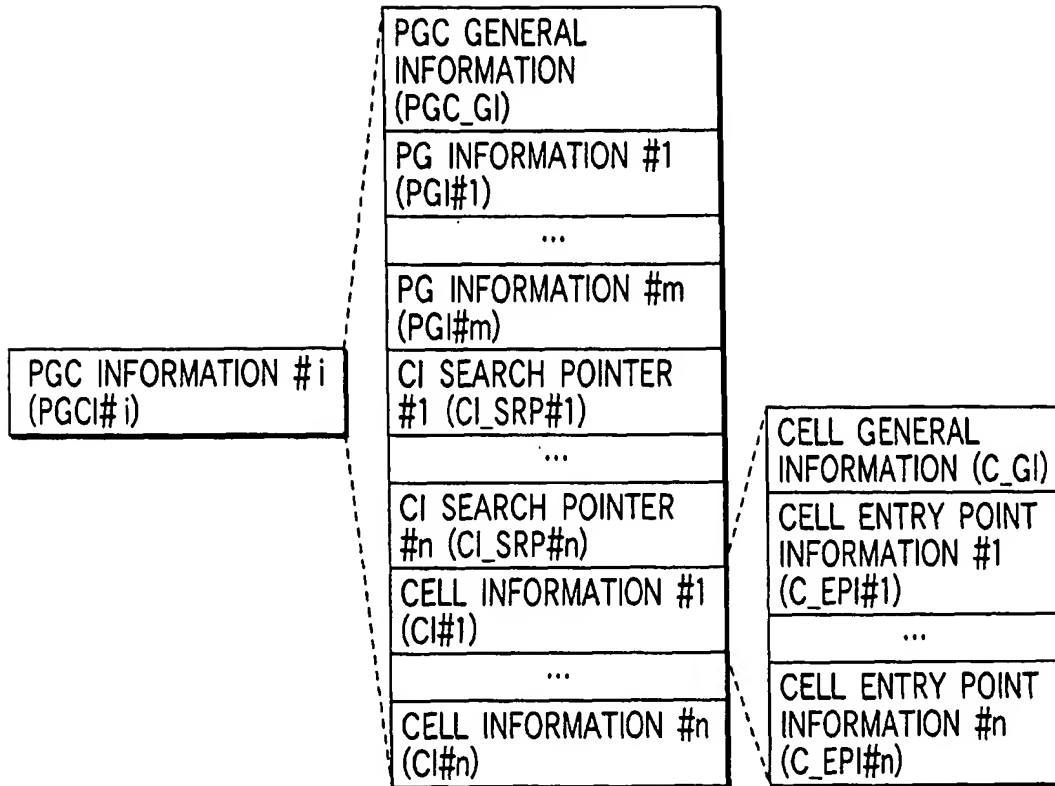 PGC INFORMATION #i
(PGCI#i)
PGC GENERAL
INFORMATION
(PGC_GI)
PG INFORMATION #1
(PGI#1)
...
PG INFORMATION #m
(PGI#m)
CI SEARCH POINTER
#1 (CI_SRP#1)
...
CI SEARCH POINTER
#n (CI_SRP#n)
CELL INFORMATION #1
(CI#1)
...
CELL INFORMATION #n
(CI#n)
CELL GENERAL
INFORMATION (C_GI)
CELL ENTRY POINT
INFORMATION #1
(C_EPI#1)
...
CELL ENTRY POINT
INFORMATION #n
(C_EPI#n)